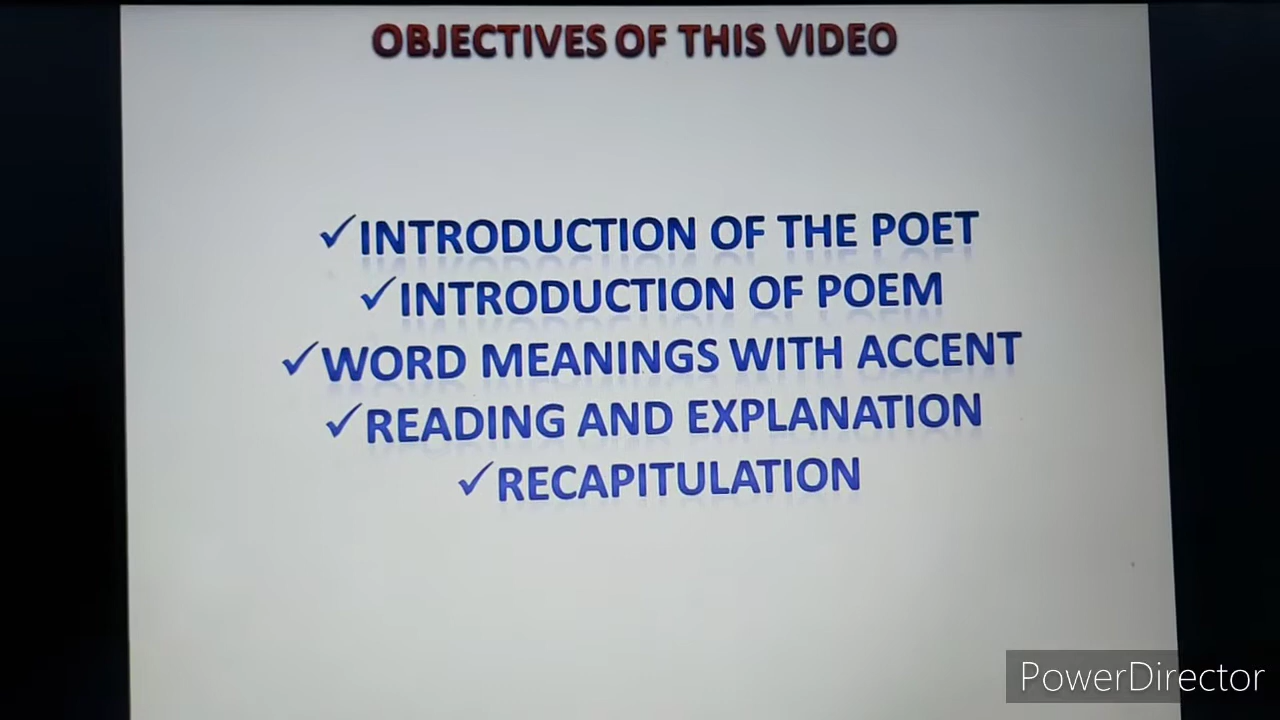 OBJECTIVES OF THIS VIDEO
✓INTRODUCTION OF THE POET
✓INTRODUCTION OF POEM
✓WORD MEANINGS WITH ACCENT
✓READING AND EXPLANATION
✓RECAPITULATION
PowerDirector